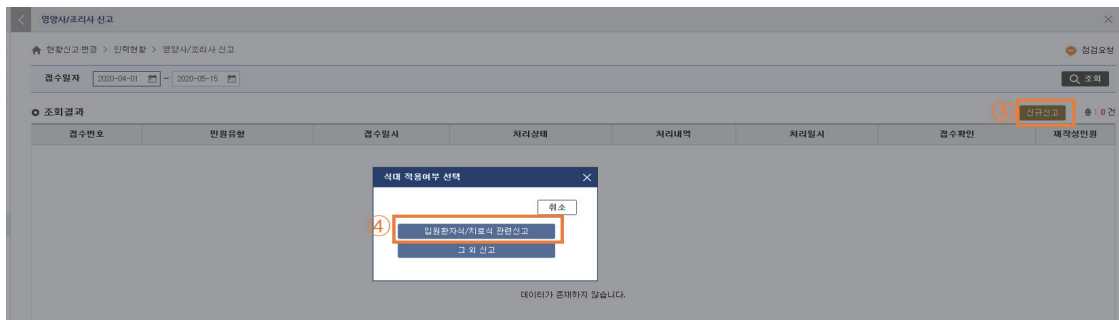 영양사/조리사 신고
현황신고·변경 > 인력현황 > 영양사/조리사 신고
점검요청
접수일자 2020-04-01 ~ 2020-05-15 조회
조회결과 ③ 신규신고 총 : 0 건
접수번호 민원유형 접수일시 처리상태 처리내역 처리일시 접수확인 재작성민원
식대 적용여부 선택
취소
④ 입원환자식/치료식 관련신고
그 외 신고
데이터가 존재하지 않습니다.